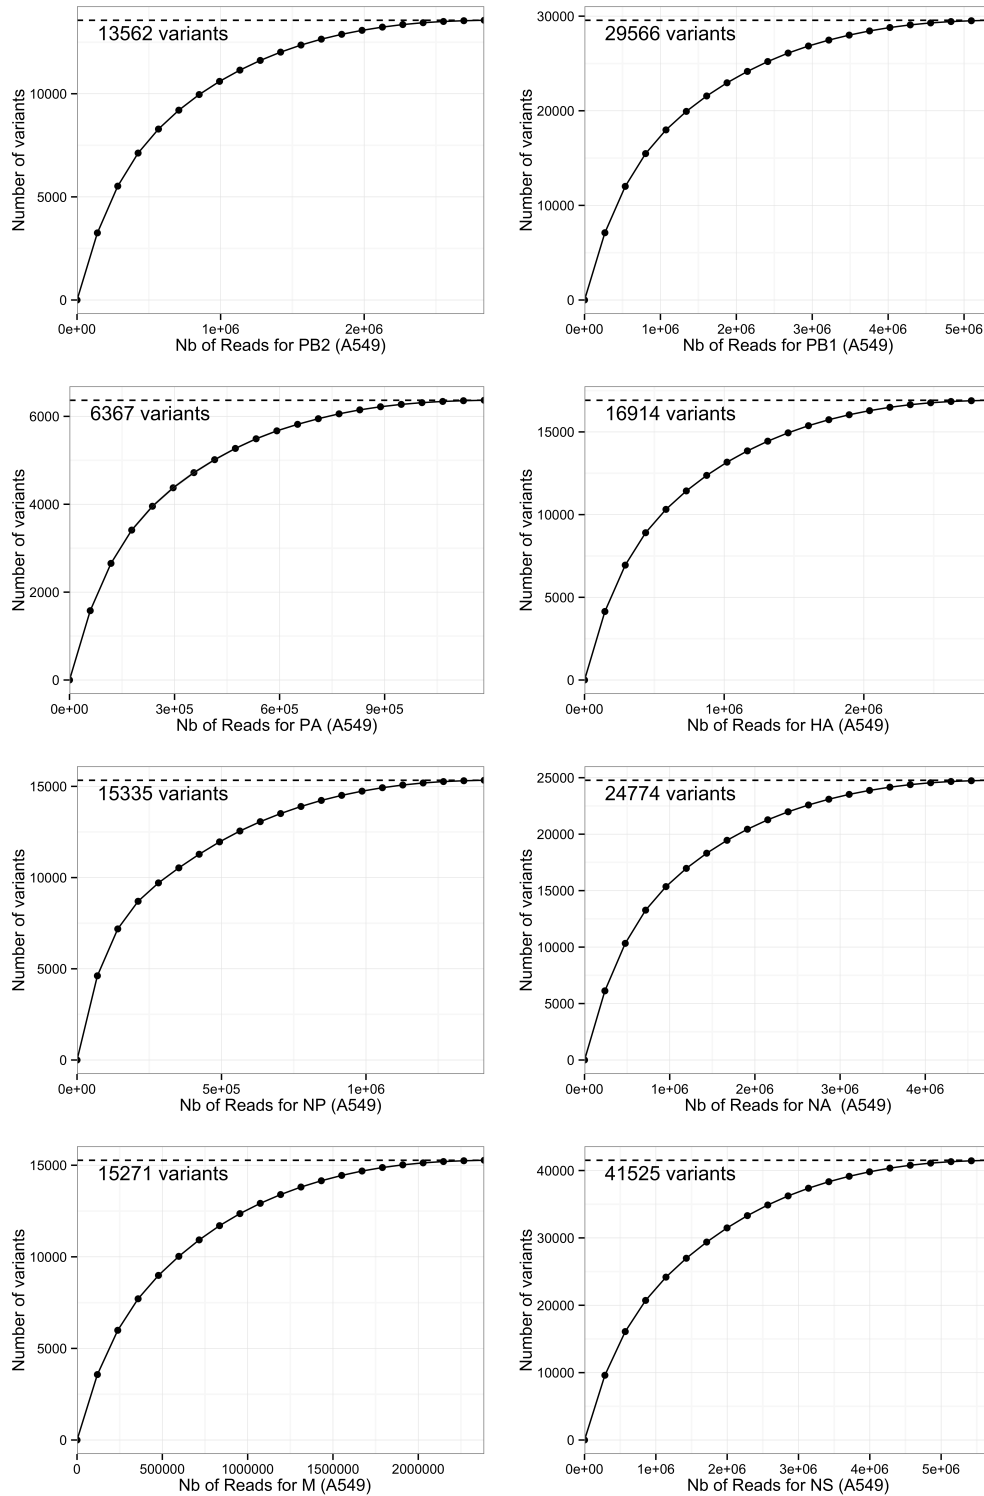 13562 variants
10000
5000
0
Number of variants
0e+00 1e+06 2e+06
Nb of Reads for PB2 (A549)
29566 variants
30000
20000
10000
0
Number of variants
0e+00 1e+06 2e+06 3e+06 4e+06 5e+06
Nb of Reads for PB1 (A549)
6367 variants
6000
4000
2000
0
Number of variants
0e+00 3e+05 6e+05 9e+05
Nb of Reads for PA (A549)
16914 variants
15000
10000
5000
0
Number of variants
0e+00 1e+06 2e+06
Nb of Reads for HA (A549)
15335 variants
15000
10000
5000
0
Number of variants
0e+00 5e+05 1e+06
Nb of Reads for NP (A549)
24774 variants
25000
20000
15000
10000
5000
0
Number of variants
0e+00 1e+06 2e+06 3e+06 4e+06
Nb of Reads for NA (A549)
15271 variants
15000
10000
5000
0
Number of variants
0 500000 1000000 1500000 2000000
Nb of Reads for M (A549)
41525 variants
40000
30000
20000
10000
0
Number of variants
0e+00 1e+06 2e+06 3e+06 4e+06 5e+06
Nb of Reads for NS (A549)